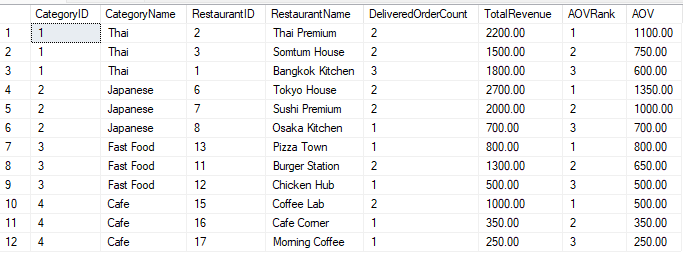 CategoryID CategoryName RestaurantID RestaurantName DeliveredOrderCount TotalRevenue AOVRank AOV
1 1 Thai 2 Thai Premium 2 2200.00 1 1100.00
2 1 Thai 3 Somtum House 2 1500.00 2 750.00
3 1 Thai 1 Bangkok Kitchen 3 1800.00 3 600.00
4 2 Japanese 6 Tokyo House 2 2700.00 1 1350.00
5 2 Japanese 7 Sushi Premium 2 2000.00 2 1000.00
6 2 Japanese 8 Osaka Kitchen 1 700.00 3 700.00
7 3 Fast Food 13 Pizza Town 1 800.00 1 800.00
8 3 Fast Food 11 Burger Station 2 1300.00 2 650.00
9 3 Fast Food 12 Chicken Hub 1 500.00 3 500.00
10 4 Cafe 15 Coffee Lab 2 1000.00 1 500.00
11 4 Cafe 16 Cafe Corner 1 350.00 2 350.00
12 4 Cafe 17 Morning Coffee 1 250.00 3 250.00